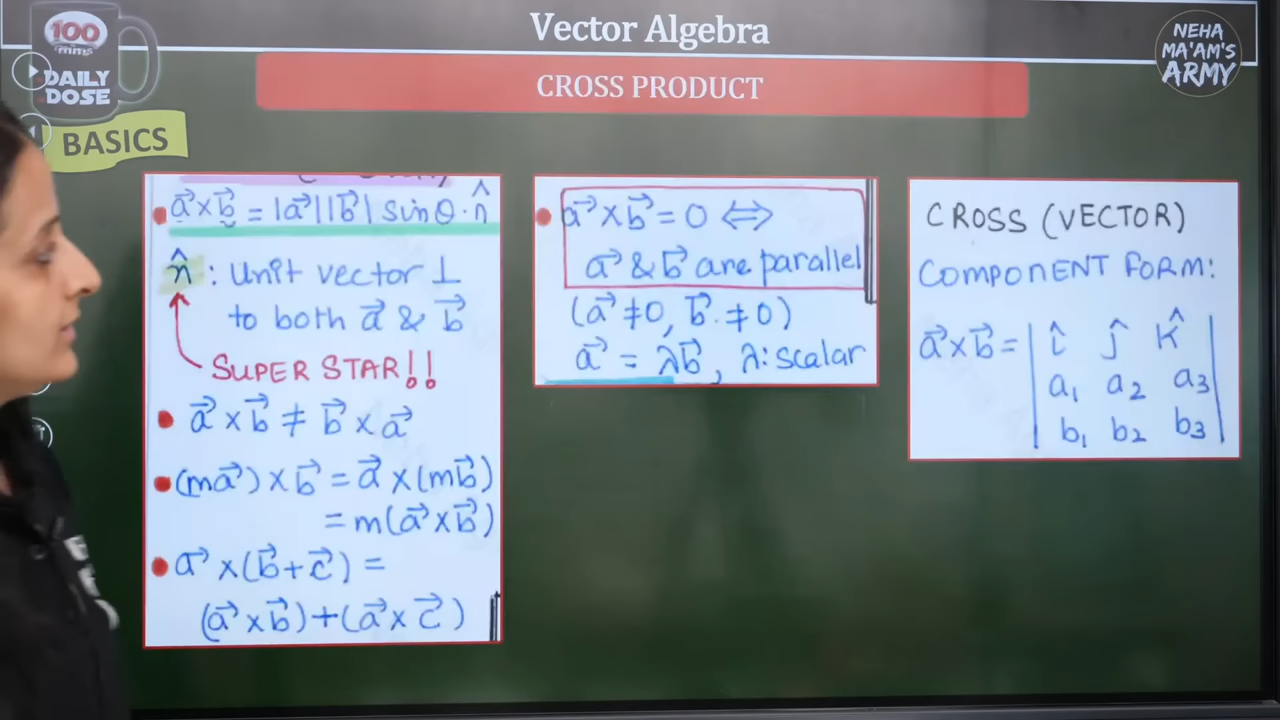 100
mins
DAILY
DOSE
Vector Algebra
NEHA
MA'AM'S
ARMY
CROSS PRODUCT
BASICS
a⃗×b⃗ = |a⃗||b⃗| sinθ·n̂
n̂ : Unit vector ⊥
to both a⃗ & b⃗
SUPER STAR!!
• a⃗ × b⃗ ≠ b⃗ × a⃗
• (ma⃗) × b⃗ = a⃗ × (mb⃗)
= m(a⃗×b⃗)
• a⃗ × (b⃗+c⃗) =
(a⃗×b⃗)+(a⃗×c⃗)
• a⃗×b⃗ = 0 ⇔
a⃗ & b⃗ are parallel
(a⃗ ≠0, b⃗ ≠0)
a⃗ = λb⃗, λ: scalar
CROSS (VECTOR)
COMPONENT FORM:
a⃗×b⃗ = | î ĵ k̂ |
a₁ a₂ a₃
b₁ b₂ b₃